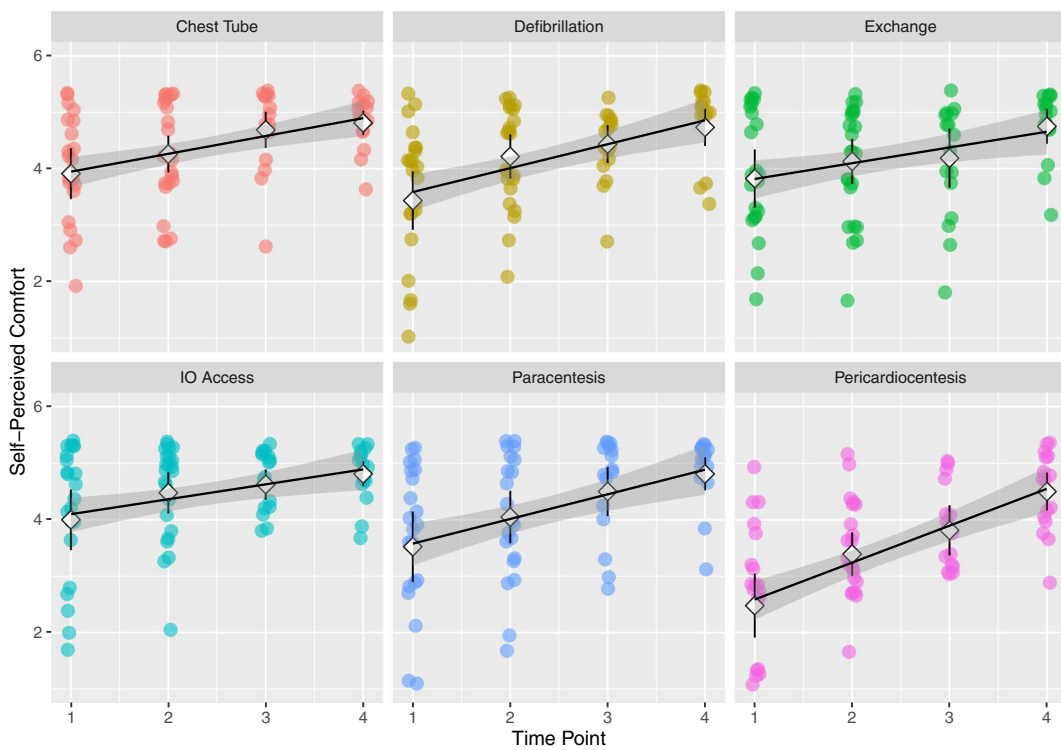 Chest Tube
Defibrillation
Exchange
6
4
2
IO Access
Paracentesis
Pericardiocentesis
6
4
2
Self−Perceived Comfort
1 2 3 4
1 2 3 4
1 2 3 4
Time Point